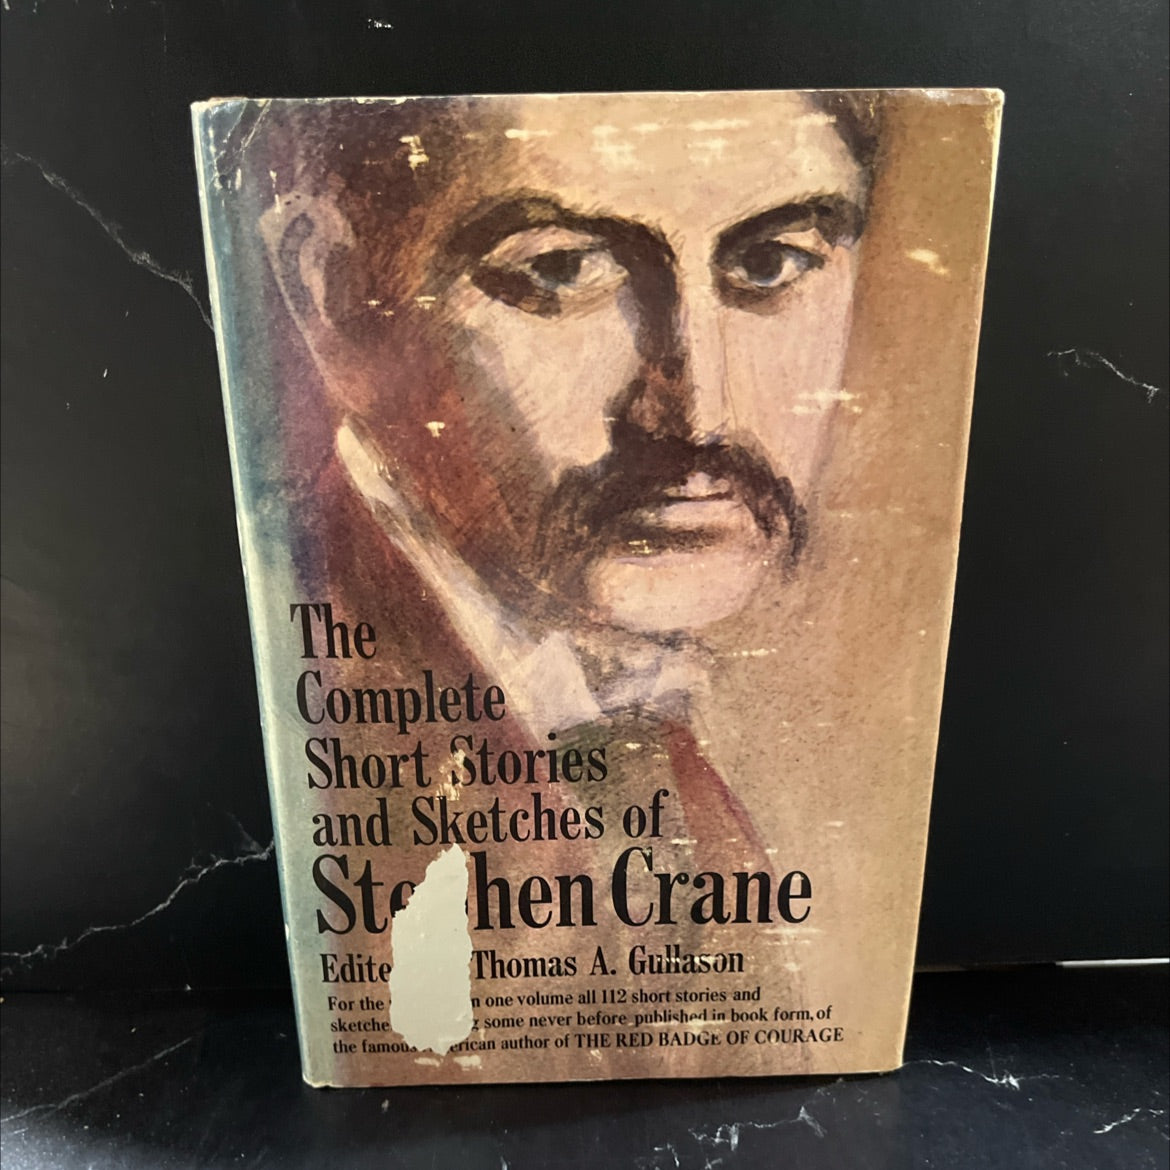 The
Complete
Short Stories
and Sketches of
Stephen Crane
Edite Thomas A. Gullason
For the n one volume all 112 short stories and
sketche g some never before published in book form, of
the famous American author of THE RED BADGE OF COURAGE